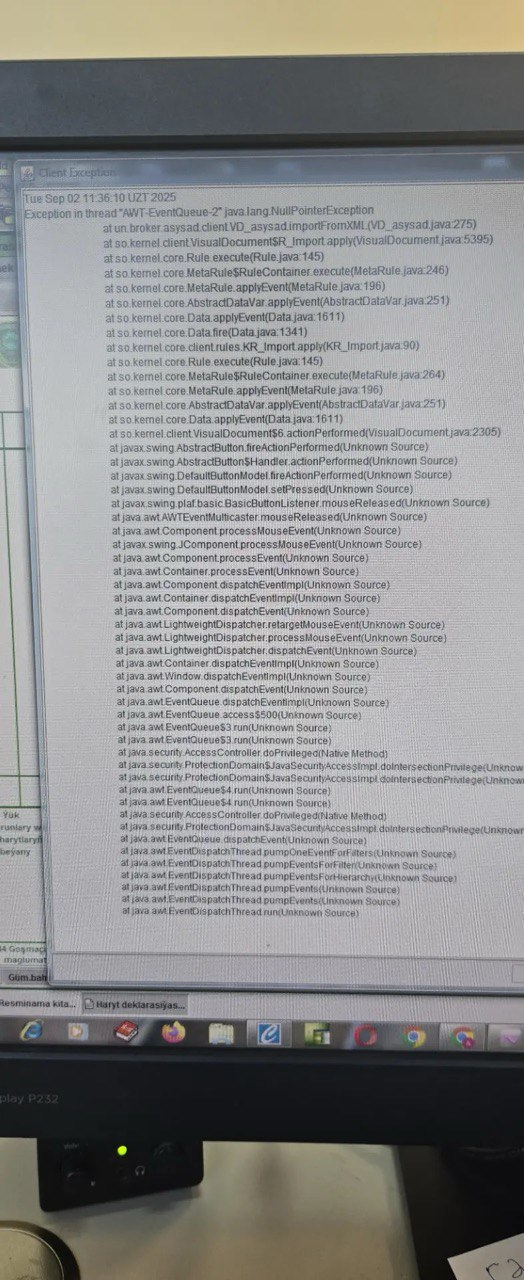 Client Exception
Tue Sep 02 11:36:10 UZT 2025
Exception in thread "AWT-EventQueue-2" java.lang.NullPointerException
at un.broker.asysad.client.VD_asysad.importFromXML(VD_asysad.java:275)
at so.kernel.client.VisualDocument$R_Import.apply(VisualDocument.java:5395)
at so.kernel.core.Rule.execute(Rule.java:145)
at so.kernel.core.MetaRule$RuleContainer.execute(MetaRule.java:246)
at so.kernel.core.MetaRule.applyEvent(MetaRule.java:196)
at so.kernel.core.AbstractDataVar.applyEvent(AbstractDataVar.java:251)
at so.kernel.core.Data.applyEvent(Data.java:1611)
at so.kernel.core.Data.fire(Data.java:1341)
at so.kernel.core.client.rules.KR_Import.apply(KR_Import.java:90)
at so.kernel.core.Rule.execute(Rule.java:145)
at so.kernel.core.MetaRule$RuleContainer.execute(MetaRule.java:264)
at so.kernel.core.MetaRule.applyEvent(MetaRule.java:196)
at so.kernel.core.AbstractDataVar.applyEvent(AbstractDataVar.java:251)
at so.kernel.core.Data.applyEvent(Data.java:1611)
at so.kernel.client.VisualDocument$6.actionPerformed(VisualDocument.java:2305)
at javax.swing.AbstractButton.fireActionPerformed(Unknown Source)
at javax.swing.AbstractButton$Handler.actionPerformed(Unknown Source)
at javax.swing.DefaultButtonModel.fireActionPerformed(Unknown Source)
at javax.swing.DefaultButtonModel.setPressed(Unknown Source)
at javax.swing.plaf.basic.BasicButtonListener.mouseReleased(Unknown Source)
at java.awt.AWTEventMulticaster.mouseReleased(Unknown Source)
at java.awt.Component.processMouseEvent(Unknown Source)
at javax.swing.JComponent.processMouseEvent(Unknown Source)
at java.awt.Component.processEvent(Unknown Source)
at java.awt.Container.processEvent(Unknown Source)
at java.awt.Component.dispatchEventImpl(Unknown Source)
at java.awt.Container.dispatchEventImpl(Unknown Source)
at java.awt.Component.dispatchEvent(Unknown Source)
at java.awt.LightweightDispatcher.retargetMouseEvent(Unknown Source)
at java.awt.LightweightDispatcher.processMouseEvent(Unknown Source)
at java.awt.LightweightDispatcher.dispatchEvent(Unknown Source)
at java.awt.Container.dispatchEventImpl(Unknown Source)
at java.awt.Window.dispatchEventImpl(Unknown Source)
at java.awt.Component.dispatchEvent(Unknown Source)
at java.awt.EventQueue.dispatchEventImpl(Unknown Source)
at java.awt.EventQueue.access$500(Unknown Source)
at java.awt.EventQueue$3.run(Unknown Source)
at java.awt.EventQueue$3.run(Unknown Source)
at java.security.AccessController.doPrivileged(Native Method)
at java.security.ProtectionDomain$JavaSecurityAccessImpl.doIntersectionPrivilege(Unknow
at java.security.ProtectionDomain$JavaSecurityAccessImpl.doIntersectionPrivilege(Unknow
at java.awt.EventQueue$4.run(Unknown Source)
at java.awt.EventQueue$4.run(Unknown Source)
at java.security.AccessController.doPrivileged(Native Method)
at java.security.ProtectionDomain$JavaSecurityAccessImpl.doIntersectionPrivilege(Unknow
at java.awt.EventQueue.dispatchEvent(Unknown Source)
at java.awt.EventDispatchThread.pumpOneEventForFilters(Unknown Source)
at java.awt.EventDispatchThread.pumpEventsForFilter(Unknown Source)
at java.awt.EventDispatchThread.pumpEventsForHierarchy(Unknown Source)
at java.awt.EventDispatchThread.pumpEvents(Unknown Source)
at java.awt.EventDispatchThread.pumpEvents(Unknown Source)
at java.awt.EventDispatchThread.run(Unknown Source)
Ýük
beýany
Gümbah
Resminama kita...
Haryt deklarasiýas...
play P232